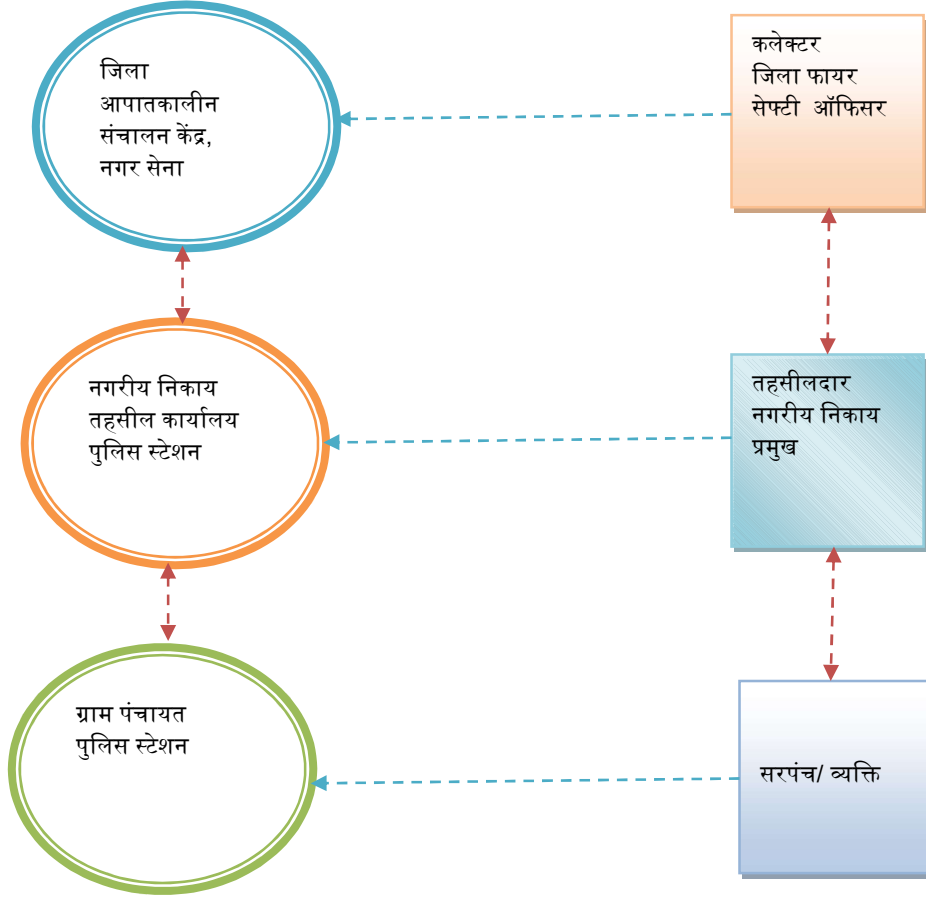 जिला
आपातकालीन
संचालन केंद्र,
नगर सेना
कलेक्टर
जिला फायर
सेफ्टी ऑफिसर
नगरीय निकाय
तहसील कार्यालय
पुलिस स्टेशन
तहसीलदार
नगरीय निकाय
प्रमुख
ग्राम पंचायत
पुलिस स्टेशन
सरपंच/ व्यक्ति